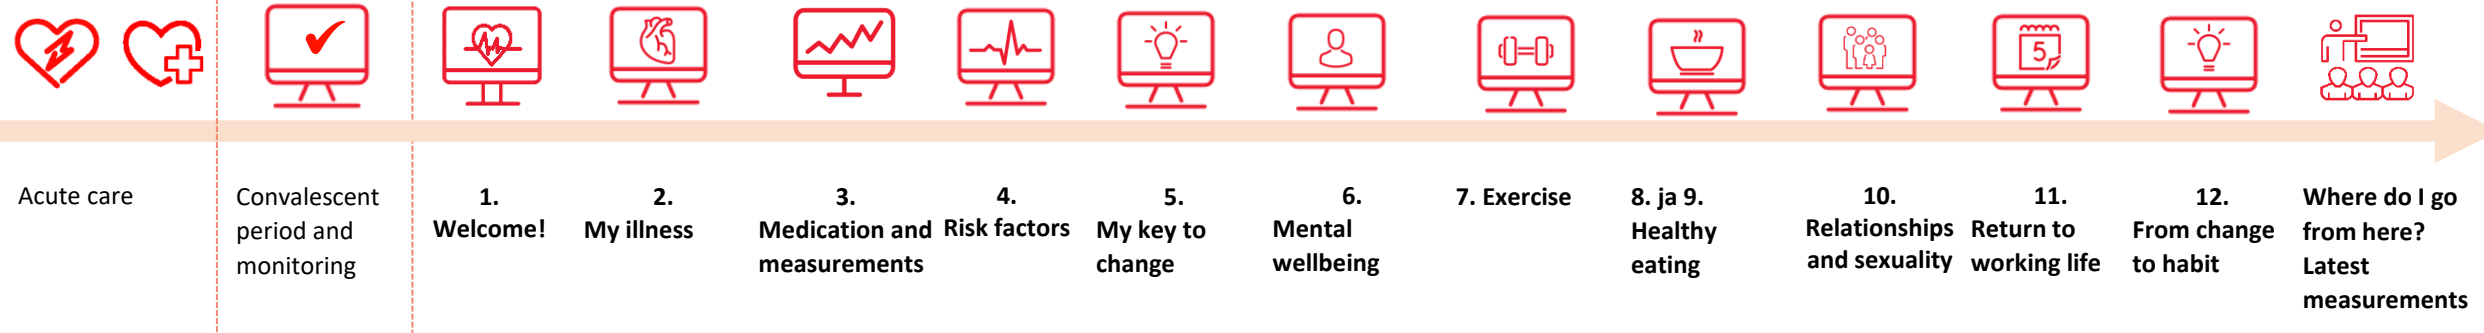 5
Acute care
Convalescent
period and
monitoring
1.
Welcome!
2.
My illness
3.
Medication and
measurements
4.
Risk factors
5.
My key to
change
6.
Mental
wellbeing
7. Exercise
8. ja 9.
Healthy
eating
10.
Relationships
and sexuality
11.
Return to
working life
12.
From change
to habit
Where do I go
from here?
Latest
measurements